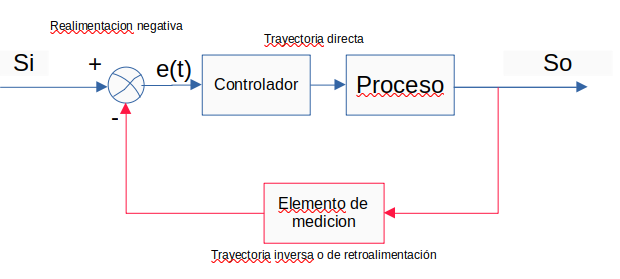 Realimentacion negativa
Trayectoria directa
Si
+
e(t)
Controlador
Proceso
So
-
Elemento de
medicion
Trayectoria inversa o de retroalimentación